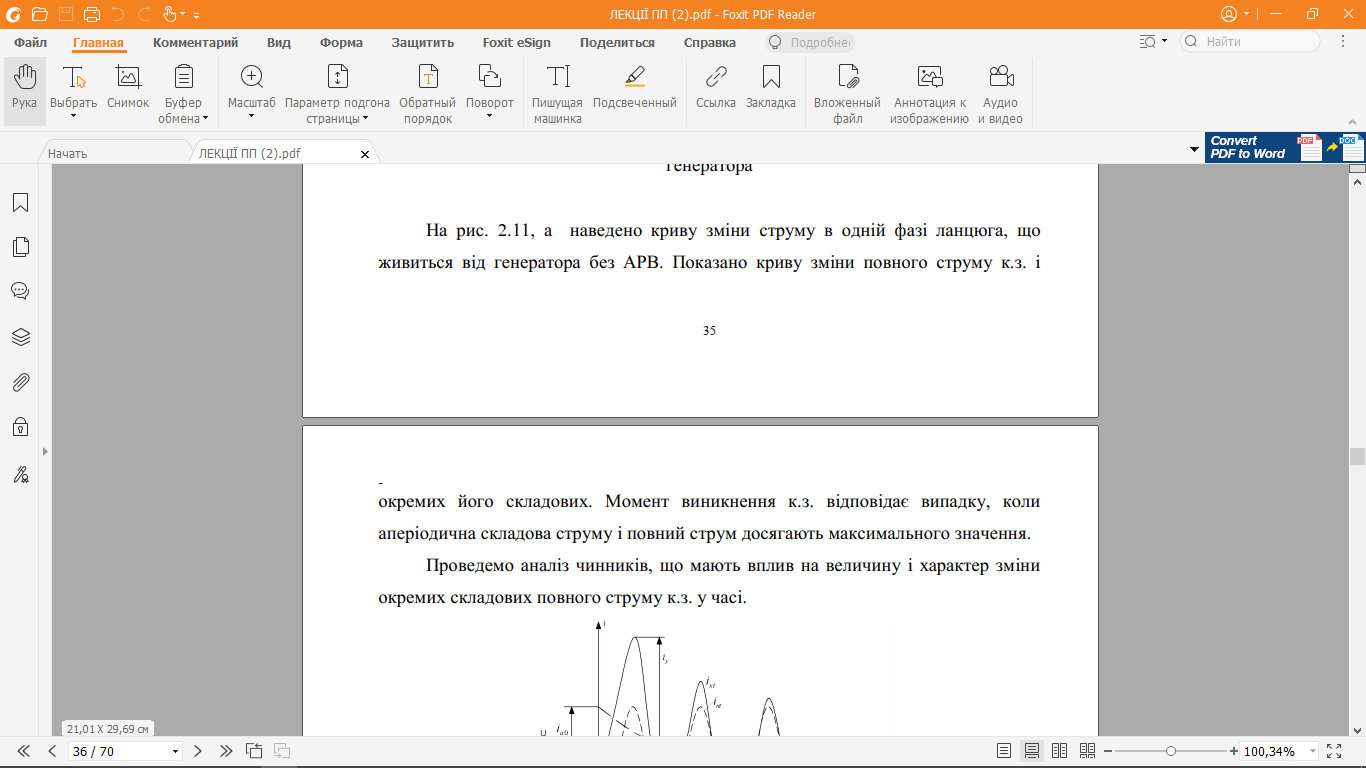 ЛЕКЦІЇ ПП (2).pdf - Foxit PDF Reader
Файл Главная Комментарий Вид Форма Защитить Foxit eSign Поделиться Справка Подробнее Найти
Рука
Выбрать
Снимок
Буфер обмена
Масштаб
Параметр подгона страницы
Обратный порядок
Поворот
Пишущая машинка
Подсвеченный
Ссылка
Закладка
Вложенный файл
Аннотация к изображению
Аудио и видео
Начать
ЛЕКЦІЇ ПП (2).pdf
Convert
PDF to Word
PDF
DOC
генератора
На рис. 2.11, а наведено криву зміни струму в одній фазі ланцюга, що
живиться від генератора без АРВ. Показано криву зміни повного струму к.з. і
35
-
окремих його складових. Момент виникнення к.з. відповідає випадку, коли
аперіодична складова струму і повний струм досягають максимального значення.
Проведемо аналіз чинників, що мають вплив на величину і характер зміни
окремих складових повного струму к.з. у часі.
i
iу
iкt
iпt
iа0
21,01 X 29,69 см
36 / 70
100,34%